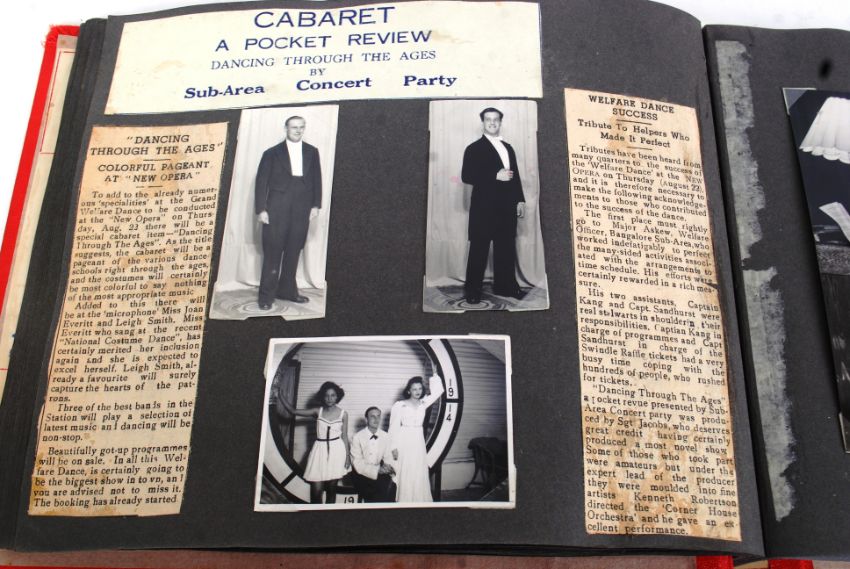 CABARET
A POCKET REVIEW
DANCING THROUGH THE AGES
BY
Sub-Area Concert Party
"DANCING
THROUGH THE AGES"
COLORFUL PAGEANT
AT "NEW OPERA"
To add to the already numer-
ous 'specialities' at the Grand
Welfare Dance to be conducted
at the "New Opera" on Thurs-
day, Aug. 23 there will be a
special cabaret item—"Dancing
Through The Ages". As the title
suggests, the cabaret will be a
pageant of the various dance
schools right through the ages,
and the costumes will certainly
be most colorful to say nothing
of the most appropriate music
Added to this there will
be at the 'microphone' Miss Joan
Everitt and Leigh Smith. Miss
Everitt who sang at the recent
"National Costume Dance", has
certainly merited her inclusion
again and she is expected to
excel herself. Leigh Smith, al-
ready a favourite will surely
capture the hearts of the pat-
rons.
Three of the best bands in the
Station will play a selection of
latest music and dancing will be
non-stop.
Beautifully got-up programmes
will be on sale. In all this Wel-
fare Dance, is certainly going to
be the biggest show in to vn, an l
you are advised not to miss it.
The booking has already started
19
14
19
WELFARE DANCE
SUCCESS
Tribute To Helpers Who
Made It Perfect
Tributes have been heard from
many quarters to the success of
the 'Welfare Dance' at the NEW
OPERA on Thursday (August 23),
and it is therefore necessary to
make the following acknowledge-
ments to those who contributed
to the success of the dance.
The first place must rightly
go to Major Askew, Welfare
Officer, Bangalore Sub-Area, who
worked indefatigably to perfect
the many-sided activities associ-
ated with the arrangements to
time schedule. His efforts were
certainly rewarded in a rich mea-
sure.
His two assistants, Captain
Kang and Capt. Sandhurst were
real stalwarts in shouldering their
responsibilities. Captian Kang in
charge of programmes and Capt
Sandhurst in charge of the
Swindle Raffle tickets had a very
busy time coping with the
hundreds of people, who rushed
for tickets.
"Dancing Through The Ages"
a pocket revue presented by Sub-
Area Concert party was produ-
ced by Sgt Jacobs, who deserves
great credit having certainly
produced a most novel show.
Some of those who took part
were amateurs but under the
expert lead of the producer
they were moulded into fine
artists Kenneth Robertson
directed the 'Corner House
Orchestra' and he gave an ex
cellent performance.